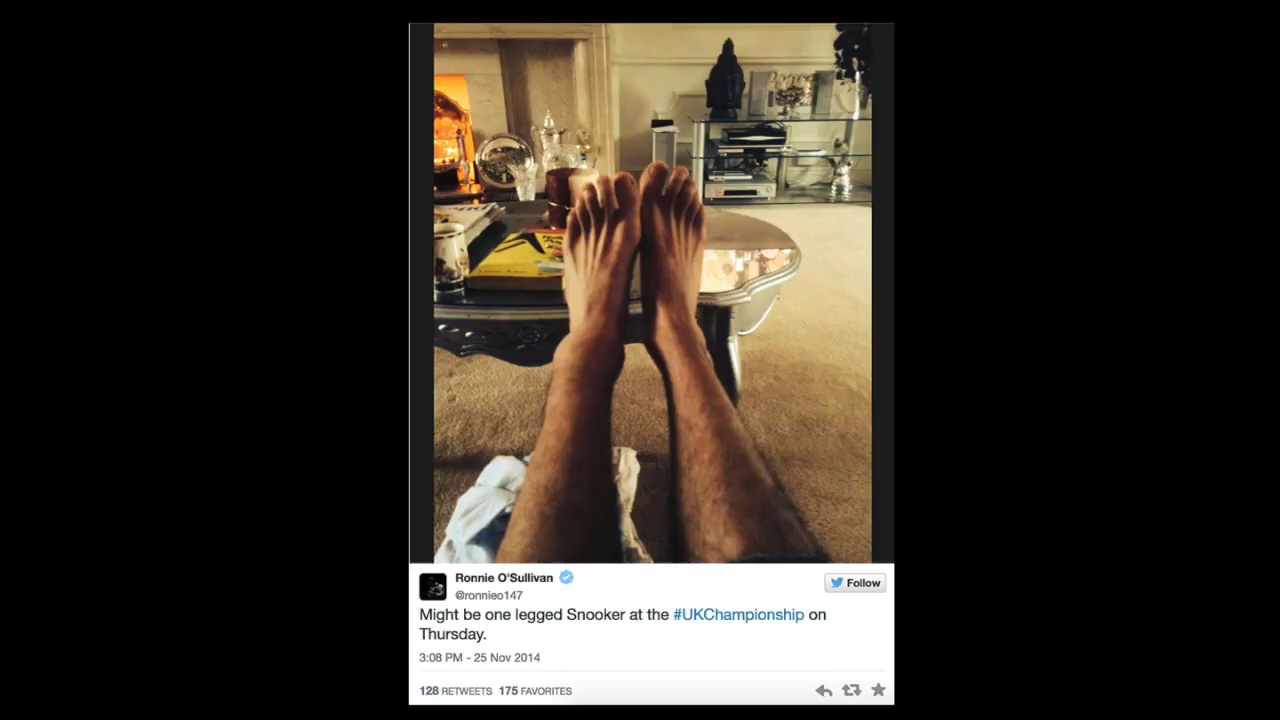 Ronnie O'Sullivan
Follow
@ronnieo147
Might be one legged Snooker at the #UKChampionship on
Thursday.
3:08 PM - 25 Nov 2014
128 RETWEETS 175 FAVORITES